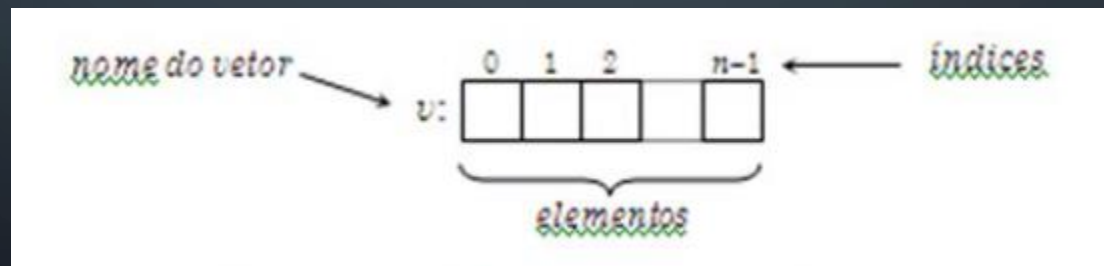 nome do vetor
0 1 2 n-1
índices
v:
elementos